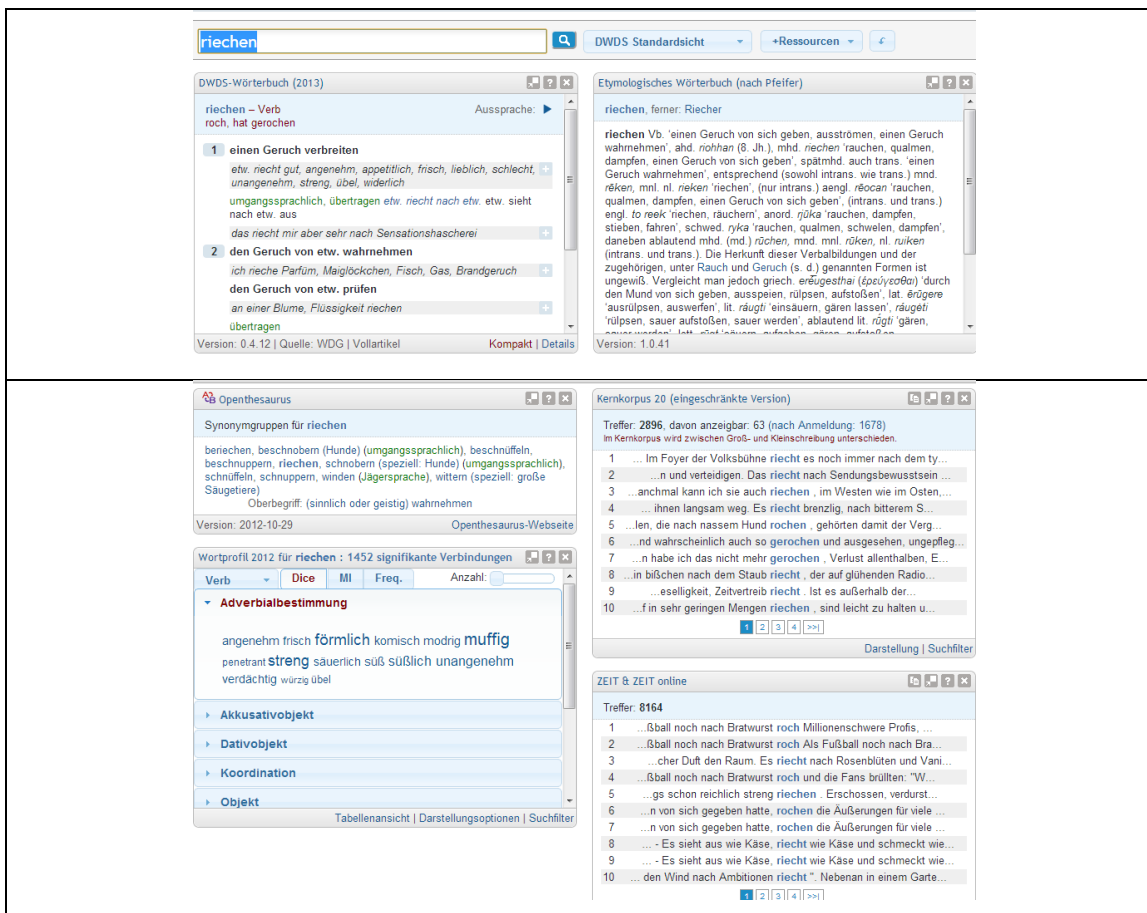 riechen
DWDS Standardsicht
+Ressourcen
DWDS-Wörterbuch (2013)
riechen – Verb
Aussprache:
roch, hat gerochen
1 einen Geruch verbreiten
etw. riecht gut, angenehm, appetitlich, frisch, lieblich, schlecht,
unangenehm, streng, übel, widerlich
umgangssprachlich, übertragen etw. riecht nach etw. etw. sieht
nach etw. aus
das riecht mir aber sehr nach Sensationshascherei
2 den Geruch von etw. wahrnehmen
ich rieche Parfüm, Maiglöckchen, Fisch, Gas, Brandgeruch
den Geruch von etw. prüfen
an einer Blume, Flüssigkeit riechen
übertragen
Version: 0.4.12 | Quelle: WDG | Vollartikel
Kompakt | Details
Etymologisches Wörterbuch (nach Pfeifer)
riechen, ferner: Riecher
riechen Vb. ‘einen Geruch von sich geben, ausströmen, einen Geruch
wahrnehmen’, ahd. riohhan (8. Jh.), mhd. riechen ‘rauchen, qualmen,
dampfen, einen Geruch von sich geben’, spätmhd. auch trans. ‘einen
Geruch wahrnehmen’, entsprechend (sowohl intrans. wie trans.) mnd.
rēken, mnl. nl. rieken ‘riechen’, (nur intrans.) aengl. rēocan ‘rauchen,
qualmen, dampfen, einen Geruch von sich geben’, (intrans. und trans.)
engl. to reek ‘riechen, räuchern’, anord. rjūka ‘rauchen, dampfen,
stieben, fahren’, schwed. ryka ‘rauchen, qualmen, schwelen, dampfen’,
daneben ablautend mhd. (md.) rūchen, mnd. mnl. rūken, nl. ruiken
(intrans. und trans.). Die Herkunft dieser Verbalbildungen und der
zugehörigen, unter Rauch und Geruch (s. d.) genannten Formen ist
ungewiß. Vergleicht man jedoch griech. erēugesthai (ἐρεύγεσθαι) ‘durch
den Mund von sich geben, ausspeien, rülpsen, aufstoßen’, lat. ērūgere
‘ausrülpsen, auswerfen’, lit. ráugti ‘einsäuern, gären lassen’, ráugėti
‘rülpsen, sauer aufstoßen, sauer werden’, ablautend lit. rū́gti ‘gären,
Version: 1.0.41
Openthesaurus
Synonymgruppen für riechen
beriechen, beschnobern (Hunde) (umgangssprachlich), beschnüffeln,
beschnuppern, riechen, schnobern (speziell: Hunde) (umgangssprachlich),
schnüffeln, schnuppern, winden (Jägersprache), wittern (speziell: große
Säugetiere)
Oberbegriff: (sinnlich oder geistig) wahrnehmen
Version: 2012-10-29
Openthesaurus-Webseite
Wortprofil 2012 für riechen : 1452 signifikante Verbindungen
Verb
Dice
MI
Freq.
Anzahl:
Adverbialbestimmung
angenehm frisch förmlich komisch modrig muffig
penetrant streng säuerlich süß süßlich unangenehm
verdächtig würzig übel
Akkusativobjekt
Dativobjekt
Koordination
Objekt
Tabellenansicht | Darstellungsoptionen | Suchfilter
Kernkorpus 20 (eingeschränkte Version)
Treffer: 2896, davon anzeigbar: 63 (nach Anmeldung: 1678)
Im Kernkorpus wird zwischen Groß- und Kleinschreibung unterschieden.
1 ... Im Foyer der Volksbühne riecht es noch immer nach dem ty...
2 ...n und verteidigen. Das riecht nach Sendungsbewusstsein ...
3 ...anchmal kann ich sie auch riechen , im Westen wie im Osten,...
4 ... ihnen langsam weg. Es riecht brenzlig, nach bitterem S...
5 ...len, die nach nassem Hund rochen , gehörten damit der Verg...
6 ...nd wahrscheinlich auch so gerochen und ausgesehen, ungepfleg...
7 ...n habe ich das nicht mehr gerochen , Verlust allenthalben, E...
8 ...in bißchen nach dem Staub riecht , der auf glühenden Radio...
9 ...eselligkeit, Zeitvertreib riecht . Ist es außerhalb der...
10 ...f in sehr geringen Mengen riechen , sind leicht zu halten u...
1 2 3 4 >>|
Darstellung | Suchfilter
ZEIT & ZEIT online
Treffer: 8164
1 ...ßball noch nach Bratwurst roch Millionenschwere Profis, ...
2 ...ßball noch nach Bratwurst roch Als Fußball noch nach Bra...
3 ...cher Duft den Raum. Es riecht nach Rosenblüten und Vani...
4 ...ßball noch nach Bratwurst roch und die Fans brüllten: "W...
5 ...gs schon reichlich streng riechen . Erschossen, verdurst...
6 ...n von sich gegeben hatte, rochen die Äußerungen für viele ...
7 ...n von sich gegeben hatte, rochen die Äußerungen für viele ...
8 ... - Es sieht aus wie Käse, riecht wie Käse und schmeckt wie...
9 ... - Es sieht aus wie Käse, riecht wie Käse und schmeckt wie...
10 ... den Wind nach Ambitionen riecht ". Nebenan in einem Garte...
1 2 3 4 >>|